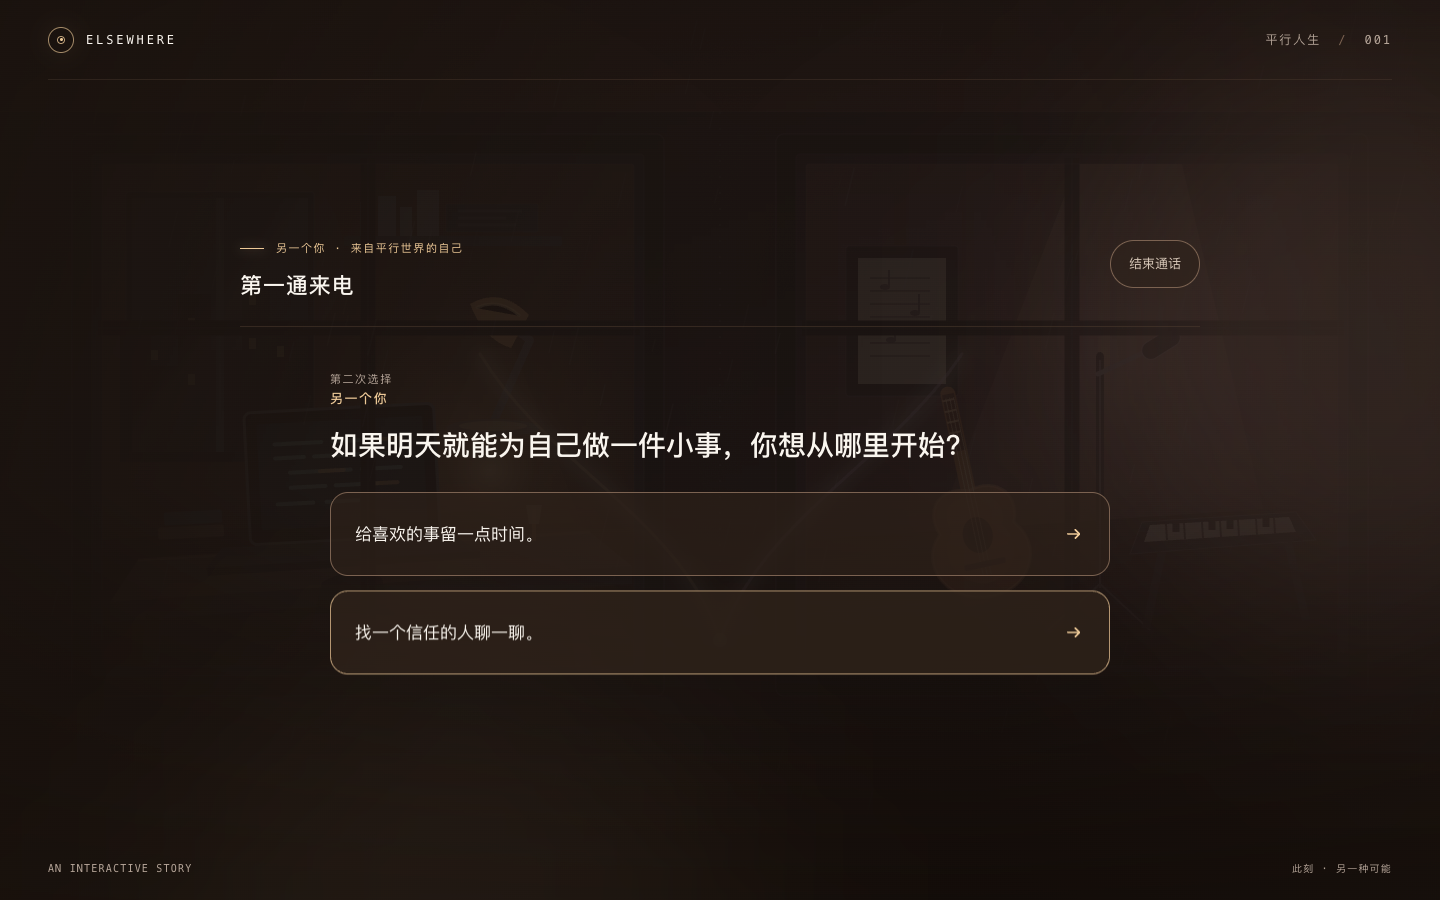 ELSEWHERE
平行人生 / 001
另一个你 · 来自平行世界的自己
第一通来电
结束通话
第二次选择
另一个你
如果明天就能为自己做一件小事，你想从哪里开始？
给喜欢的事留一点时间。
找一个信任的人聊一聊。
AN INTERACTIVE STORY
此刻 · 另一种可能